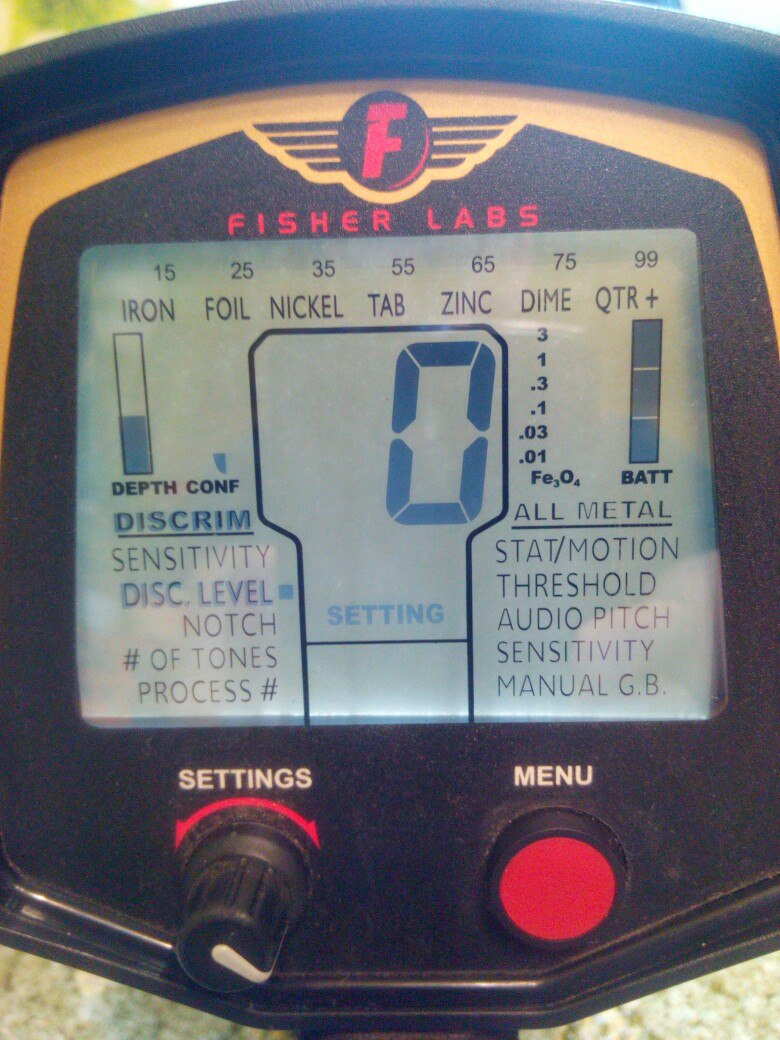 F
FISHER LABS
15 25 35 55 65 75 99
IRON FOIL NICKEL TAB ZINC DIME QTR +
3
1
.3
.1
.03
.01
0
DEPTH CONF
Fe₃O₄ BATT
DISCRIM
ALL METAL
SENSITIVITY
DISC. LEVEL
NOTCH
# OF TONES
PROCESS #
SETTING
STAT/MOTION
THRESHOLD
AUDIO PITCH
SENSITIVITY
MANUAL G.B.
SETTINGS
MENU